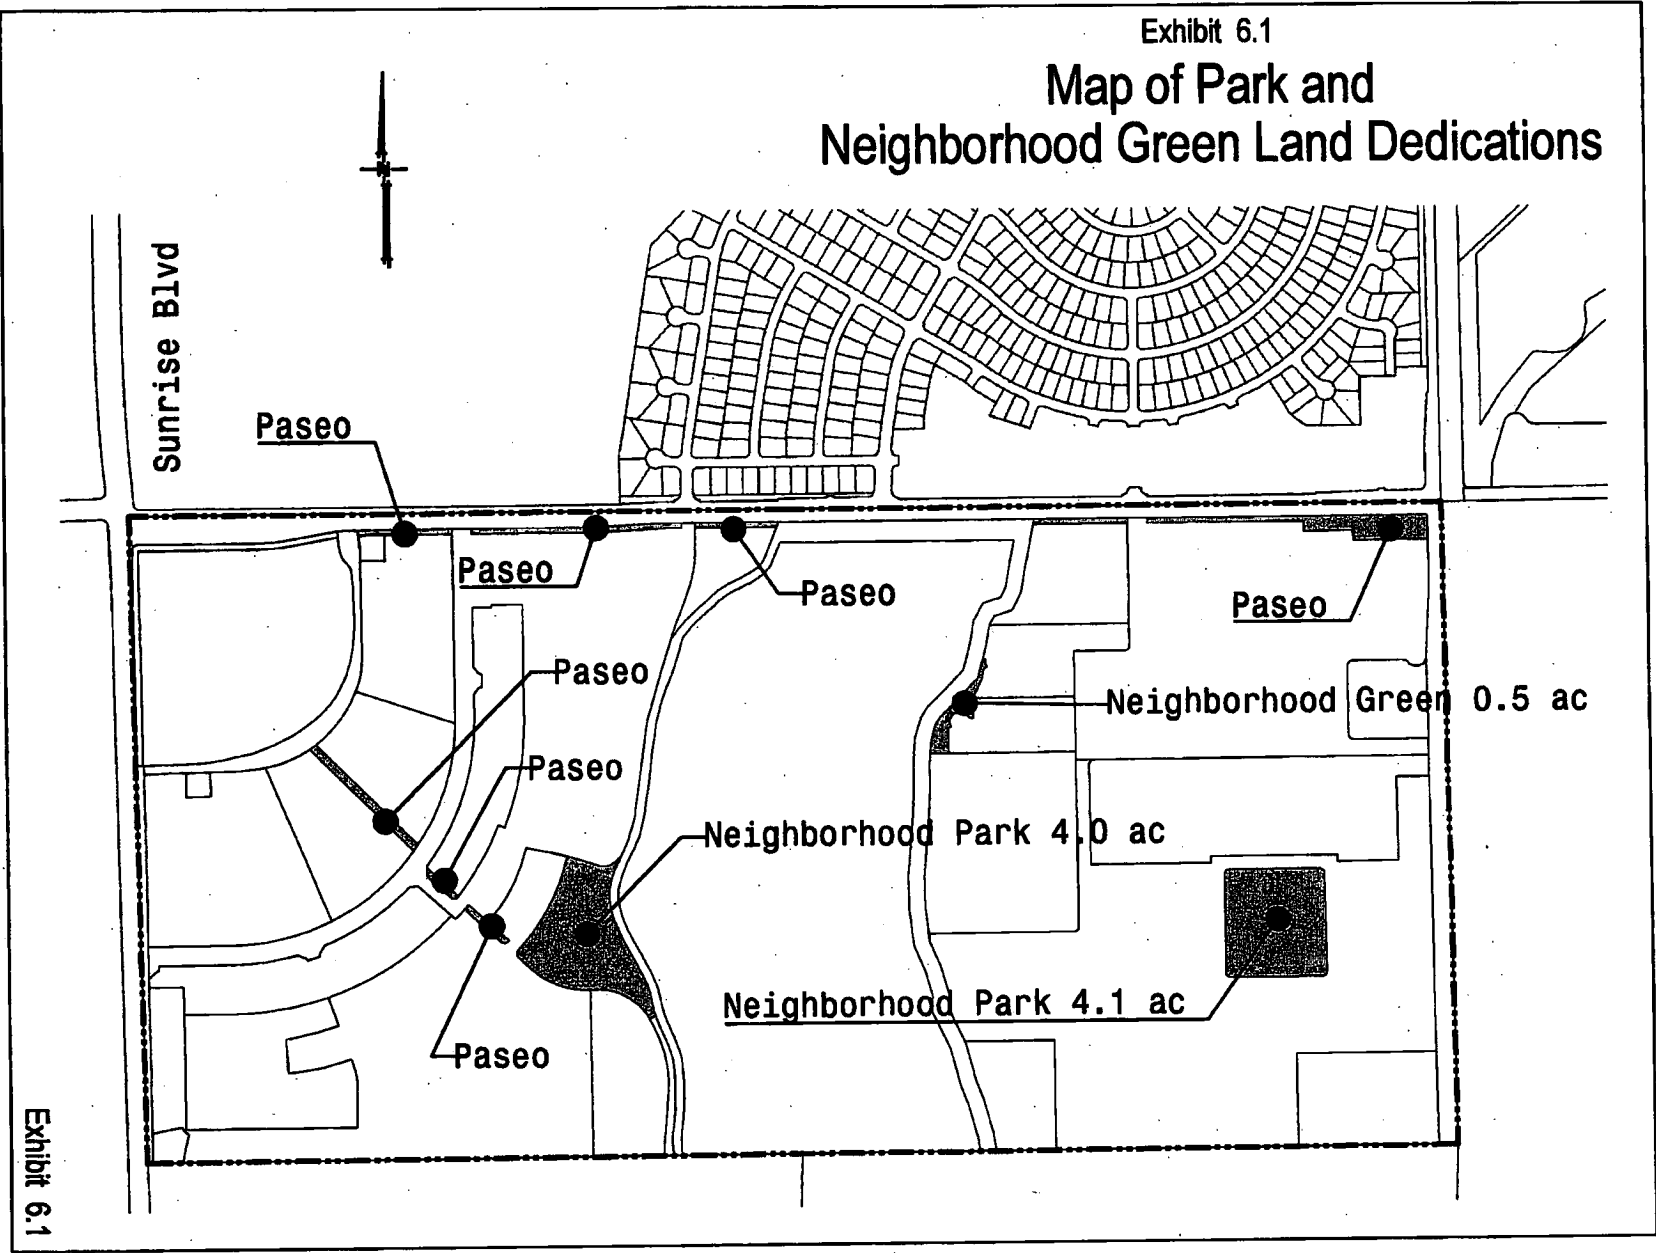 Exhibit 6.1
Map of Park and
Neighborhood Green Land Dedications
N
Sunrise Blvd
Paseo
Paseo
Paseo
Paseo
Paseo
Neighborhood Green 0.5 ac
Paseo
Neighborhood Park 4.0 ac
Neighborhood Park 4.1 ac
Paseo
Exhibit 6.1